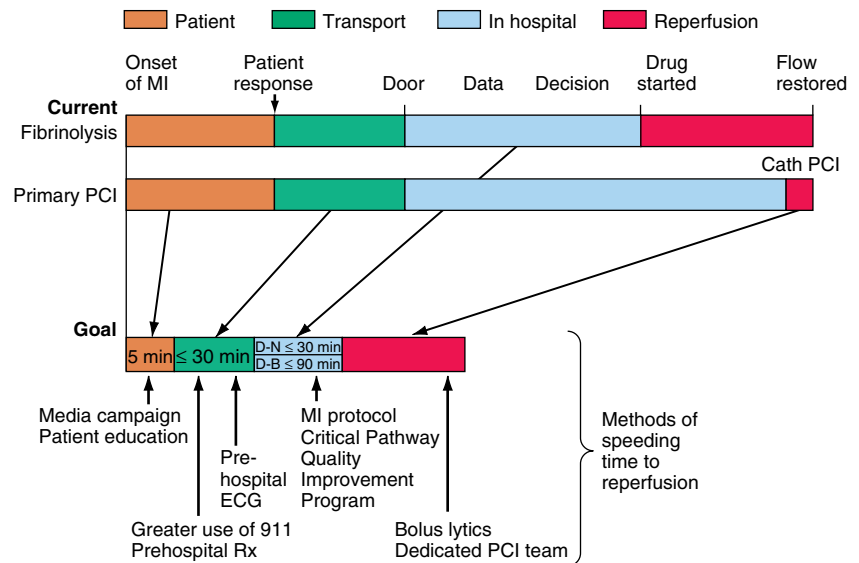 Patient
Transport
In hospital
Reperfusion
Onset
of MI
Patient
response
Door
Data
Decision
Drug
started
Flow
restored
Current
Fibrinolysis
Cath PCI
Primary PCI
Goal
5 min
≤ 30 min
D-N ≤ 30 min
D-B ≤ 90 min
Media campaign
Patient education
Pre-
hospital
ECG
MI protocol
Critical Pathway
Quality
Improvement
Program
Methods of
speeding
time to
reperfusion
Greater use of 911
Prehospital Rx
Bolus lytics
Dedicated PCI team